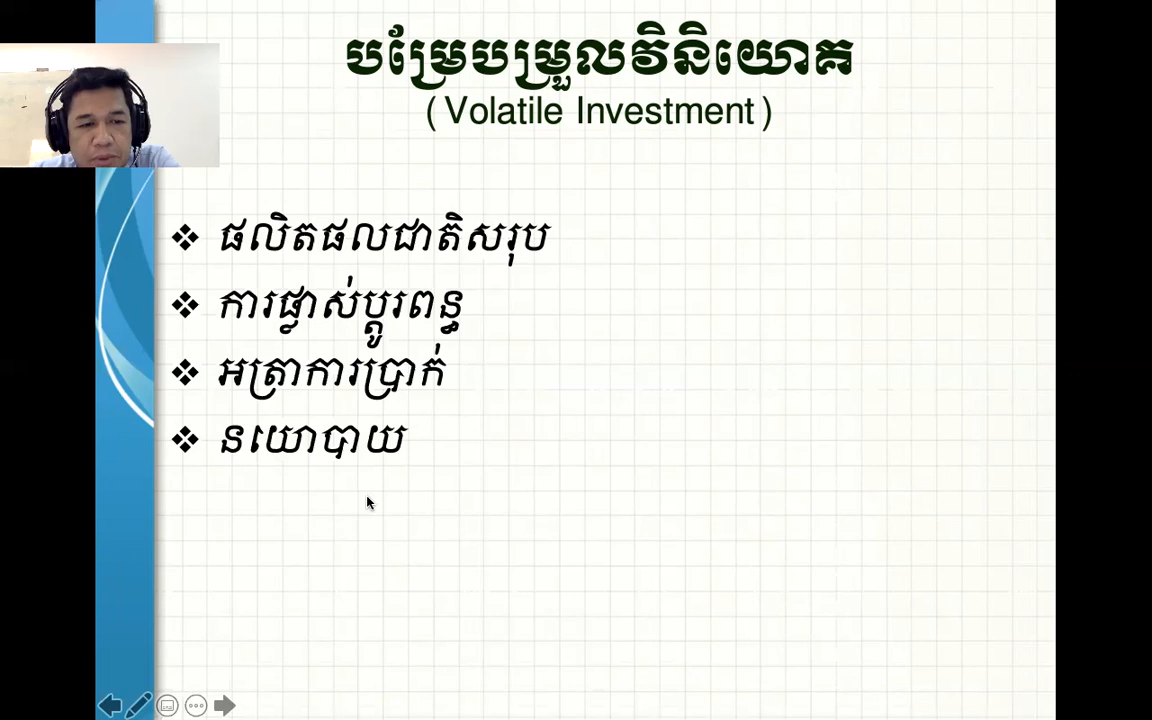 បម្រែបម្រួលវិនិយោគ
( Volatile Investment )
❖ ផលិតផលជាតិសរុប
❖ ការផ្លាស់ប្តូរពន្ធ
❖ អត្រាការប្រាក់
❖ នយោបាយ